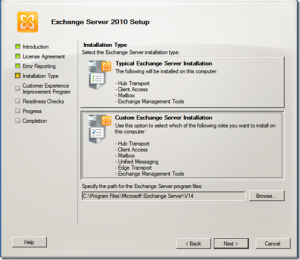 Exchange Server 2010 Setup
Introduction
License Agreement
Error Reporting
Installation Type
Customer Experience
Improvement Program
Readiness Checks
Progress
Completion
Installation Type
Select the Exchange Server installation type:
Typical Exchange Server Installation
The following will be installed on this computer:
- Hub Transport
- Client Access
- Mailbox
- Exchange Management Tools
Custom Exchange Server Installation
Use this option to select which of the following roles you want to install on
this computer:
- Hub Transport
- Client Access
- Mailbox
- Unified Messaging
- Edge Transport
- Exchange Management Tools
Specify the path for the Exchange Server program files:
C:\Program Files\Microsoft\Exchange Server\V14
Browse...
Help
< Back
Next >
Cancel